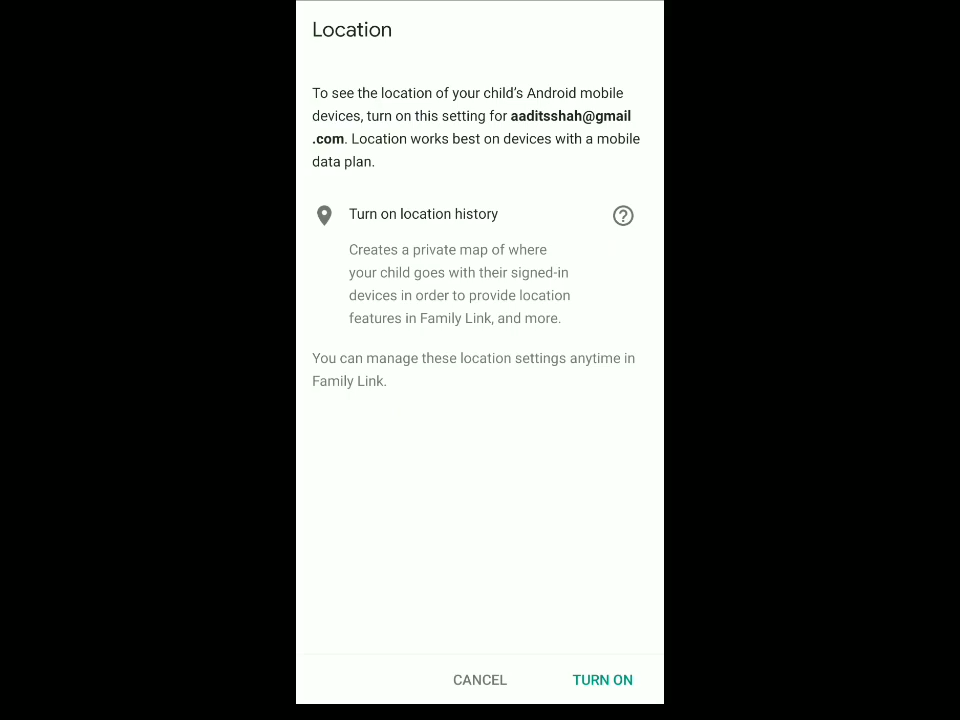 Location
To see the location of your child's Android mobile
devices, turn on this setting for aaditsshah@gmail
.com. Location works best on devices with a mobile
data plan.
Turn on location history
Creates a private map of where
your child goes with their signed-in
devices in order to provide location
features in Family Link, and more.
You can manage these location settings anytime in
Family Link.
CANCEL TURN ON